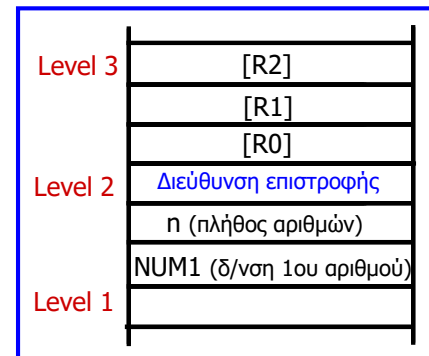 Level 3
[R2]
[R1]
[R0]
Level 2
Διεύθυνση επιστροφής
n (πλήθος αριθμών)
NUM1 (δ/νση 1ου αριθμού)
Level 1